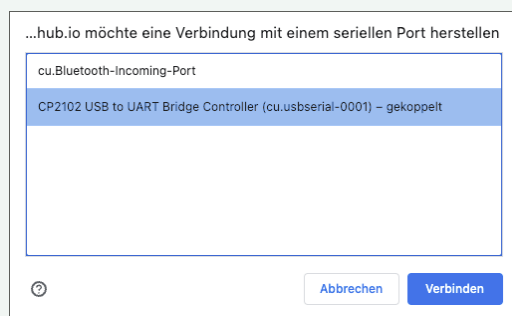 ...hub.io möchte eine Verbindung mit einem seriellen Port herstellen
cu.Bluetooth-Incoming-Port
CP2102 USB to UART Bridge Controller (cu.usbserial-0001) – gekoppelt
?
Abbrechen
Verbinden